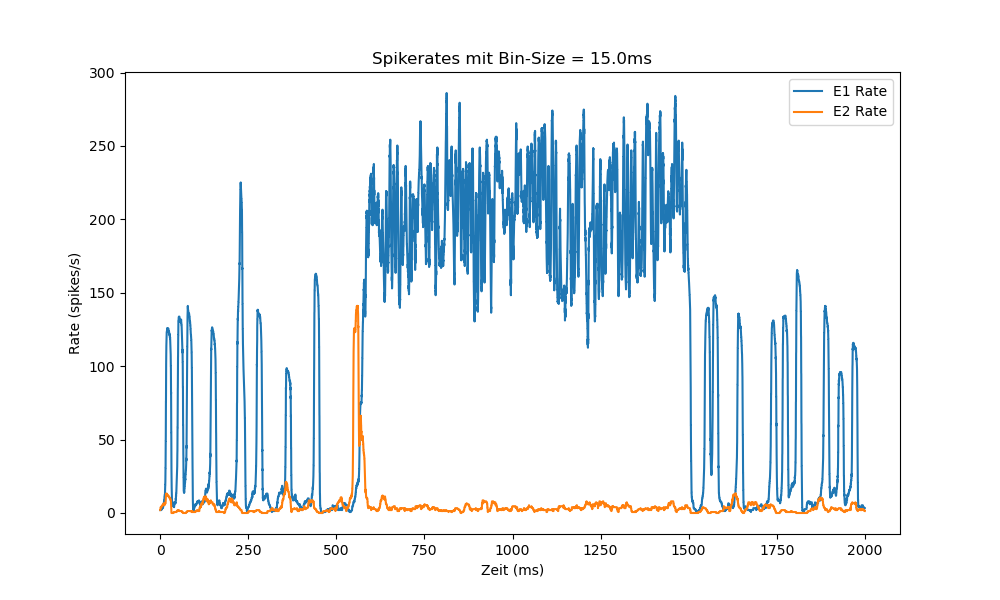 Spikerates mit Bin-Size = 15.0ms
E1 Rate
E2 Rate
300
250
200
150
100
50
0
Rate (spikes/s)
0 250 500 750 1000 1250 1500 1750 2000
Zeit (ms)